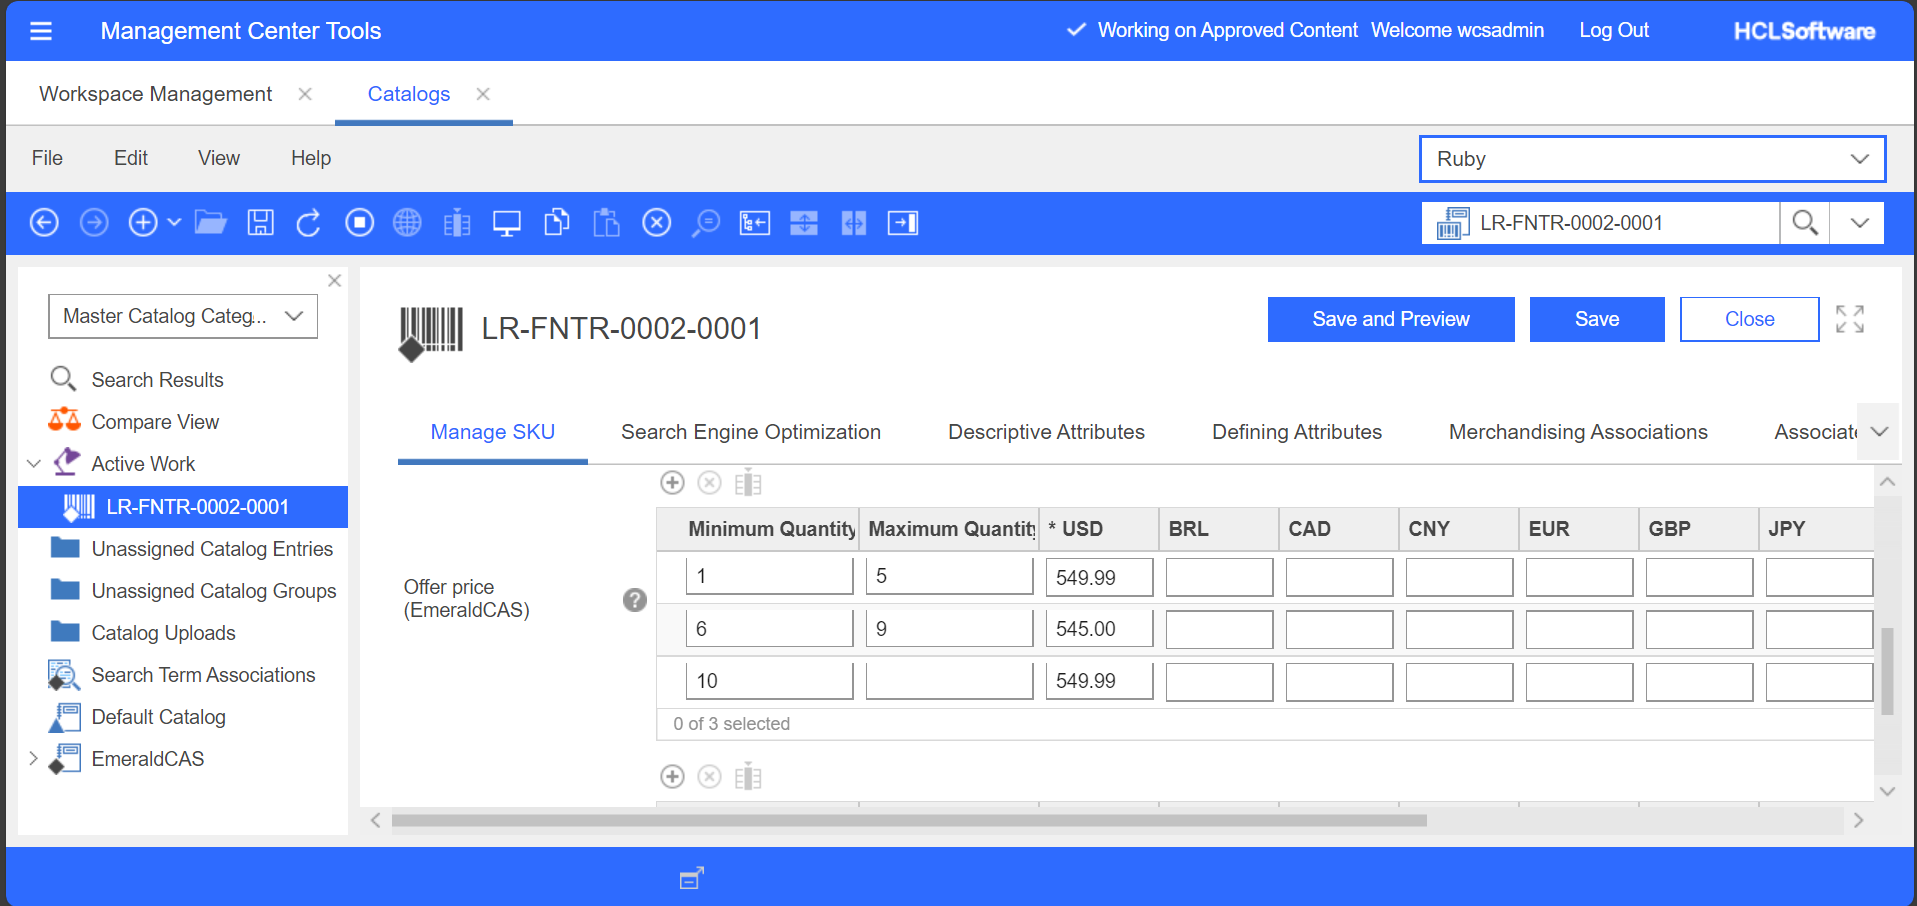 Management Center Tools
Working on Approved Content Welcome wcsadmin Log Out HCLSoftware
Workspace Management Catalogs
File Edit View Help
Ruby
LR-FNTR-0002-0001
Master Catalog Categ...
Search Results
Compare View
Active Work
LR-FNTR-0002-0001
Unassigned Catalog Entries
Unassigned Catalog Groups
Catalog Uploads
Search Term Associations
Default Catalog
EmeraldCAS
LR-FNTR-0002-0001
Save and Preview Save Close
Manage SKU Search Engine Optimization Descriptive Attributes Defining Attributes Merchandising Associations Associate
Offer price
(EmeraldCAS)
?
Minimum Quantity Maximum Quantity * USD BRL CAD CNY EUR GBP JPY
1 5 549.99
6 9 545.00
10 549.99
0 of 3 selected